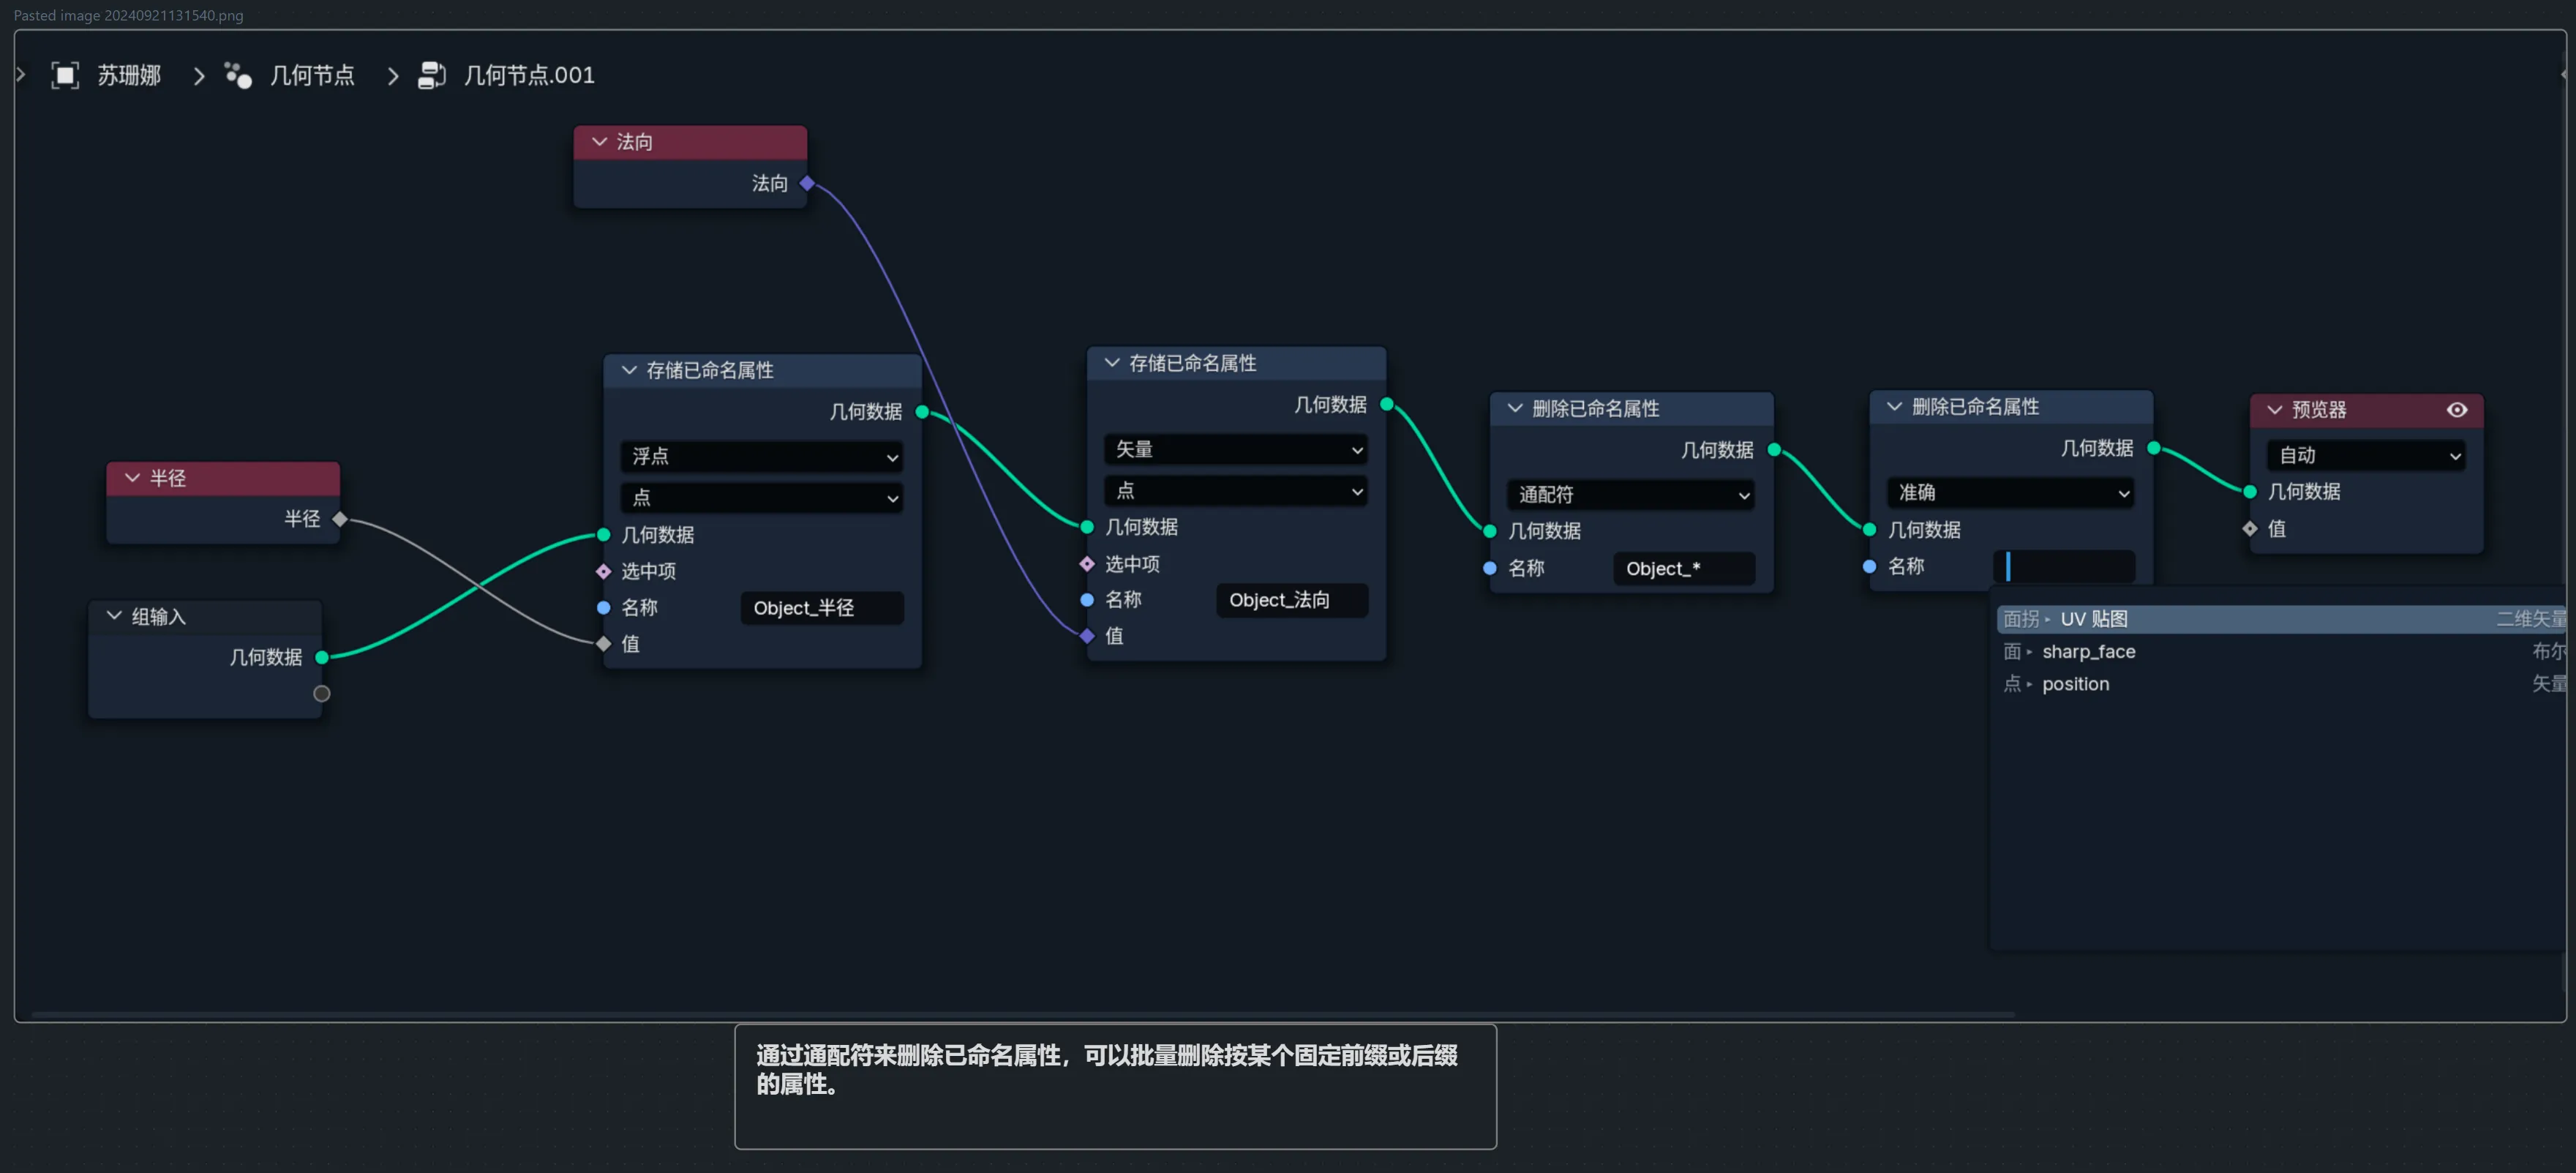 Pasted image 20240921131540.png
苏珊娜 几何节点 几何节点.001
法向
法向
半径
半径
组输入
几何数据
存储已命名属性
几何数据
浮点
点
几何数据
选中项
名称 Object_半径
值
存储已命名属性
几何数据
矢量
点
几何数据
选中项
名称 Object_法向
值
删除已命名属性
几何数据
通配符
几何数据
名称 Object_*
删除已命名属性
几何数据
准确
几何数据
名称
面拐 UV 贴图 二维矢量
面 sharp_face 布尔
点 position 矢量
预览器
自动
几何数据
值
通过通配符来删除已命名属性，可以批量删除按某个固定前缀或后缀
的属性。